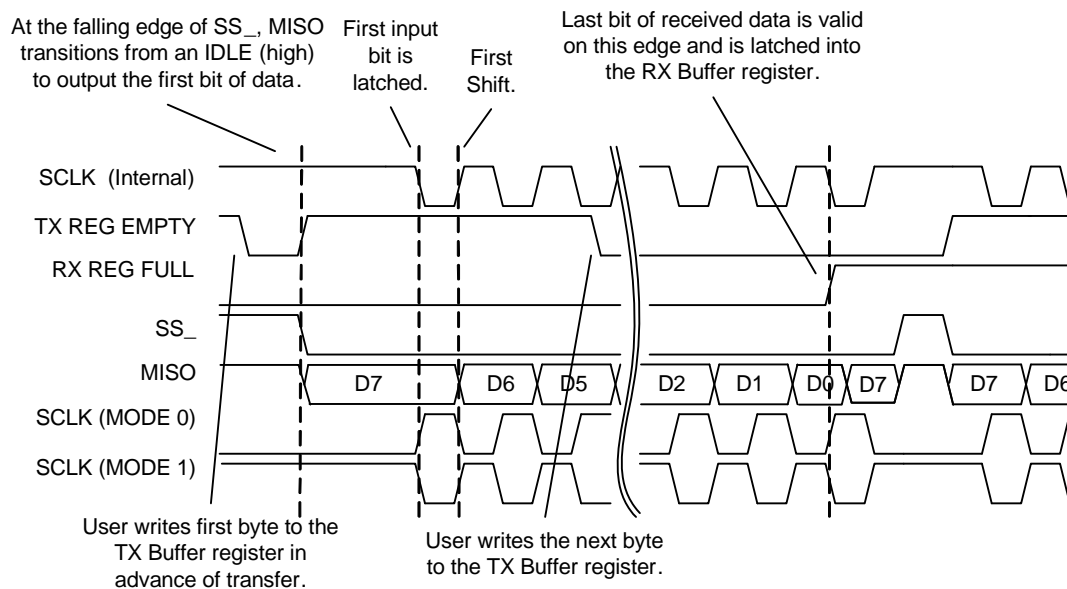 At the falling edge of SS_, MISO
transitions from an IDLE (high)
to output the first bit of data.
First input
bit is
latched.
First
Shift.
Last bit of received data is valid
on this edge and is latched into
the RX Buffer register.
SCLK (Internal)
TX REG EMPTY
RX REG FULL
SS_
MISO
D7 D6 D5 D2 D1 D0 D7 D7 D6
SCLK (MODE 0)
SCLK (MODE 1)
User writes first byte to the
TX Buffer register in
advance of transfer.
User writes the next byte
to the TX Buffer register.